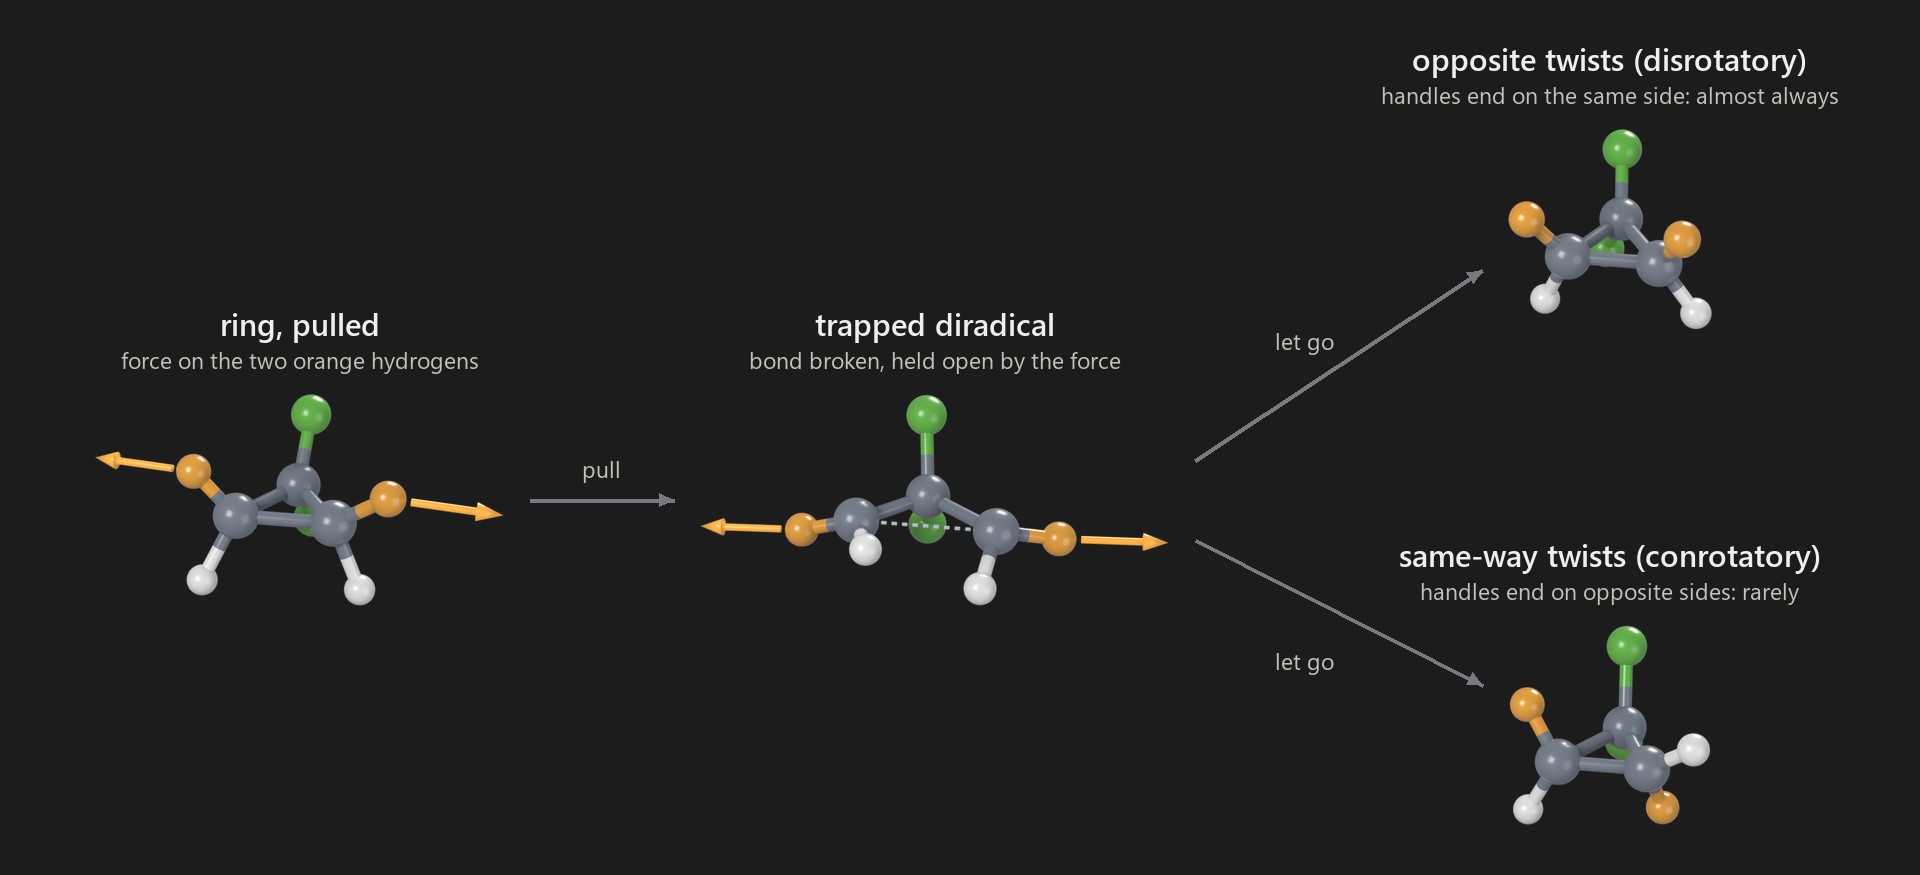 opposite twists (disrotatory)
handles end on the same side: almost always
let go
ring, pulled
force on the two orange hydrogens
pull
trapped diradical
bond broken, held open by the force
same-way twists (conrotatory)
handles end on opposite sides: rarely
let go